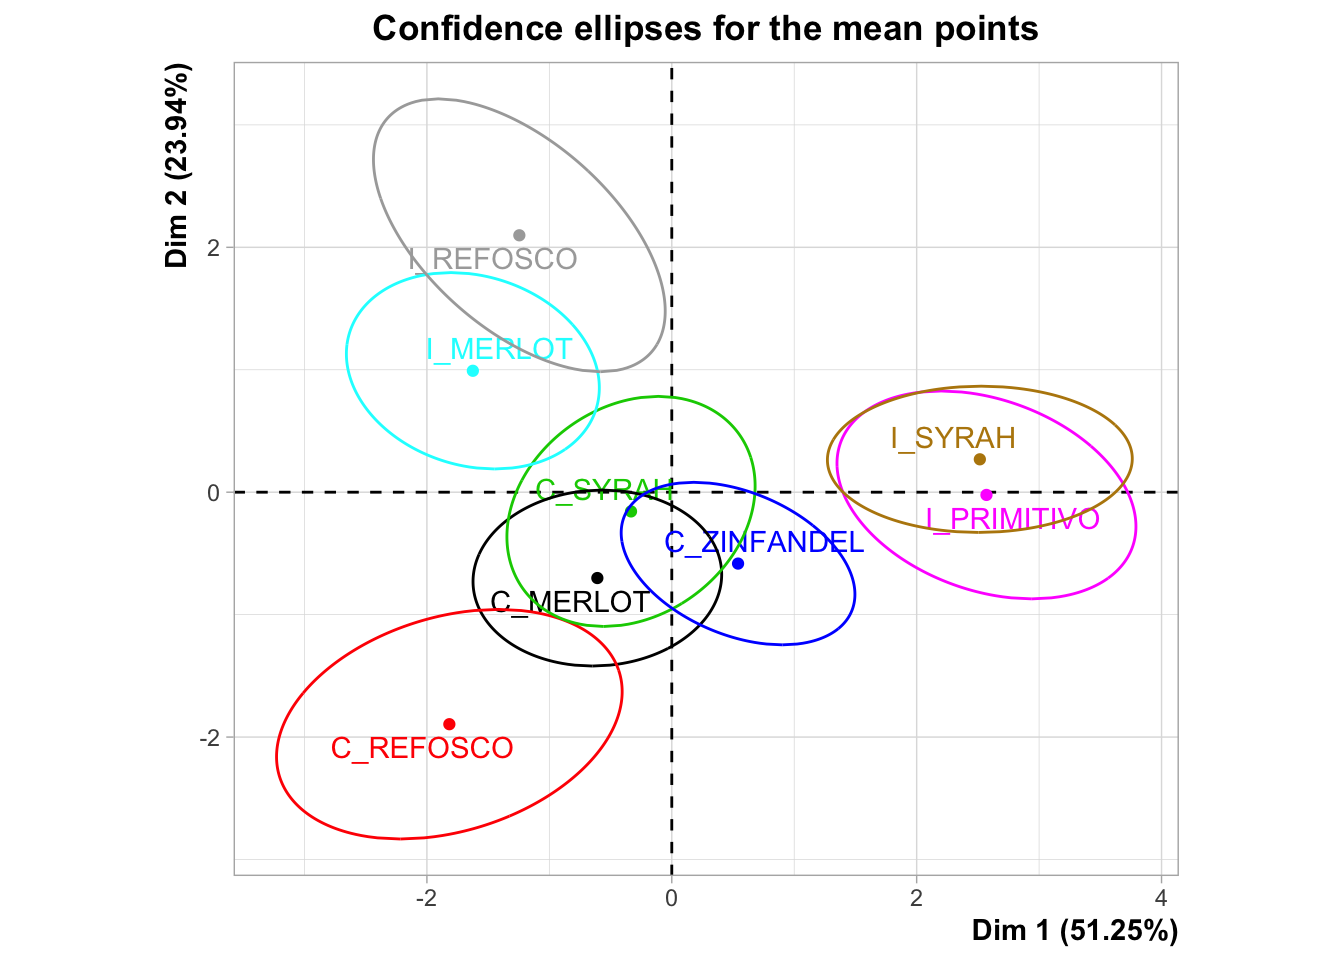 Confidence ellipses for the mean points
Dim 2 (23.94%)
I_REFOSCO
2
I_MERLOT
I_SYRAH
C_SYRAH
0
I_PRIMITIVO
C_ZINFANDEL
C_MERLOT
-2
C_REFOSCO
-2
0
2
4
Dim 1 (51.25%)